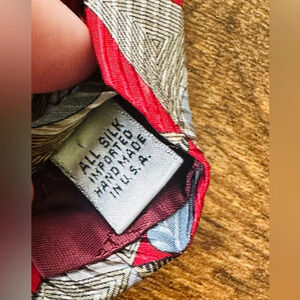 ALL SILK
IMPORTED
HAND MADE
IN U.S.A.